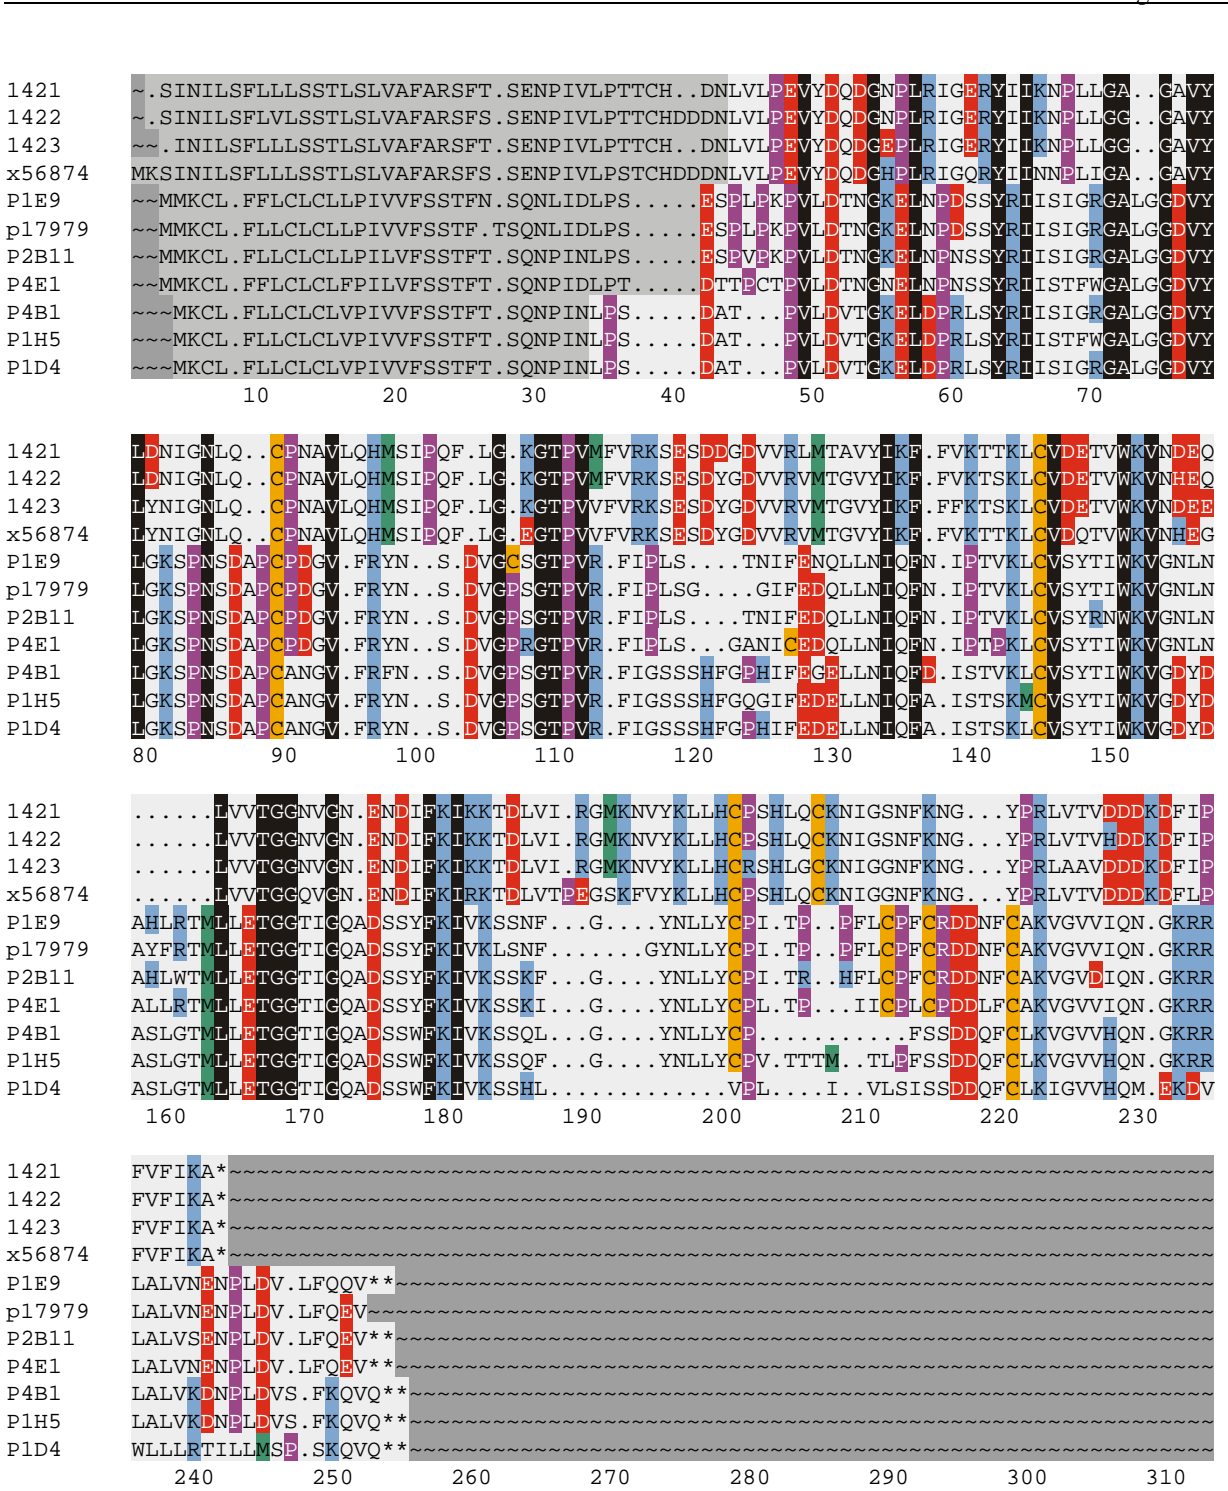 1421 ~.SINILSFLLLSSTLSLVAFARSFT.SENPIVLPTTCH..DNLVLPEVYDQDGNPLRIGERYIIKNPLLGA..GAVY
1422 ~.SINILSFLVLSSTLSLVAFARSFS.SENPIVLPTTCHDDDNLVLPEVYDQDGNPLRIGERYIIKNPLLGG..GAVY
1423 ~~.INILSFLLLSSTLSLVAFARSFT.SENPIVLPTTCH..DNLVLPEVYDQDGEPLRIGERYIIKNPLLGG..GAVY
x56874 MKSINILSFLLLSSTLSLVAFARSFS.SENPIVLPSTCHDDDNLVLPEVYDQDGHPLRIGQRYIINNPLIGA..GAVY
P1E9 ~~MMKCL.FFLCLCLLPIVVFSSTFN.SQNLIDLPS.....ESPLPKPVLDTNGKELNPDSSYRIISIGRGALGGDVY
p17979 ~~MMKCL.FLLCLCLLPIVVFSSTF.TSQNLIDLPS.....ESPLPKPVLDTNGKELNPDSSYRIISIGRGALGGDVY
P2B11 ~~MMKCL.FLLCLCLLPILVFSSTFT.SQNPINLPS.....ESPVPKPVLDTNGKELNPNSSYRIISIGRGALGGDVY
P4E1 ~~MMKCL.FFLCLCLFPILVFSSTFT.SQNPIDLPT.....DTTPCTPVLDTNGNELNPNSSYRIISTFWGALGGDVY
P4B1 ~~~MKCL.FLLCLCLVPIVVFSSTFT.SQNPINLPS.....DAT...PVLDVTGKELDPRLSYRIISIGRGALGGDVY
P1H5 ~~~MKCL.FLLCLCLFPIVVFSSTFT.SQNPINLPS.....DAT...PVLDVTGKELDPRLSYRIISTFWGALGGDVY
P1D4 ~~~MKCL.FLLCLCLVPIVVFSSTFT.SQNPINLPS.....DAT...PVLDVTGKELDPRLSYRIISIGRGALGGDVY
10 20 30 40 50 60 70
1421 LDNIGNLQ..CPNAVLQHMSIPQF.LG.KGTPVMFVRKSESDDGDVVRLMTAVYIKF.FVKTTKLCVDETVWKVNDEQ
1422 LDNIGNLQ..CPNAVLQHMSIPQF.LG.KGTPVMFVRKSESDYGDVVRVMTGVYIKF.FVKTSKLCVDETVWKVNHEQ
1423 LYNIGNLQ..CPNAVLQHMSIPQF.LG.KGTPVVFVRKSESDYGDVVRVMTGVYIKF.FFKTSKLCVDETVWKVNDEE
x56874 LYNIGNLQ..CPNAVLQHMSIPQF.LG.EGTPVVFVRKSESDYGDVVRVMTGVYIKF.FVKTTKLCVDQTVWKVNHEG
P1E9 LGKSPNSDAPCPDGV.FRYN..S.DVGCSGTPVR.FIPLS....TNIFENQLLNIQFN.IPTVKLCVSYTIWKVGNLN
p17979 LGKSPNSDAPCPDGV.FRYN..S.DVGPSGTPVR.FIPLSG....GIFEDQLLNIQFN.IPTVKLCVSYTIWKVGNLN
P2B11 LGKSPNSDAPCPDGV.FRYN..S.DVGPSGTPVR.FIPLS....TNIFEDQLLNIQFN.IPTVKLCVSYRNWKVGNLN
P4E1 LGKSPNSDAPCPDGV.FRYN..S.DVGPRGTPVR.FIPLS....GANICEDQLLNIQFN.IPTPKLCVSYTIWKVGNLN
P4B1 LGKSPNSDAPCANGV.FRFN..S.DVGPSGTPVR.FIGSSSHFGPHIFEGELLNIQFD.ISTVKLCVSYTIWKVGDYD
P1H5 LGKSPNSDAPCANGV.FRYN..S.DVGPSGTPVR.FIGSSSHFGQGIFEDELLNIQFA.ISTSKMCVSYTIWKVGDYD
P1D4 LGKSPNSDAPCANGV.FRYN..S.DVGPSGTPVR.FIGSSSHFGPHIFEDELLNIQFA.ISTSKLCVSYTIWKVGDYD
80 90 100 110 120 130 140 150
1421 ......LVVTGGNVGN.ENDIFKIKKTDLVI.RGMKNVYKLLHCPSHLQCKNIGSNFKNG...YPRLVTVDDDKDFIP
1422 ......LVVTGGNVGN.ENDIFKIKKTDLVI.RGMKNVYKLLHCPSHLQCKNIGSNFKNG...YPRLVTVHDDKDFIP
1423 ......LVVTGGNVGN.ENDIFKIKKTDLVI.RGMKNVYKLLHCRSHLGCKNIGGNFKNG...YPRLAAVDDDKDFIP
x56874 ......LVVTGGQVGN.ENDIFKIRKTDLVTPEGSKFVYKLLHCPSHLQCKNIGGNFKNG...YPRLVTVDDDKDFLP
P1E9 AHLRTMLLETGGTIGQADSSYFKIVKSSNF...G....YNLLYCPI.TP..PFLCPFCRDDNFCAKVGVVIQN.GKRR
p17979 AYFRTMLLETGGTIGQADSSYFKIVKLSNF.......GYNLLYCPI.TP..PFLCPFCRDDNFCAKVGVVIQN.GKRR
P2B11 AHLWTMLLETGGTIGQADSSYFKIVKSSKF...G....YNLLYCPI.TR..HFLCPFCRDDNFCAKVGVDIQN.GKRR
P4E1 ALLRTMLLETGGTIGQADSSYFKIVKSSKI...G....YNLLYCPL.TP...IICPLCPDDLFCAKVGVVIQN.GKRR
P4B1 ASLGTMLLETGGTIGQADSSWFKIVKSSQL...G....YNLLYCP...........FSSDDQFCLKVGVVHQN.GKRR
P1H5 ASLGTMLLETGGTIGQADSSWFKIVKSSQF...G....YNLLYCPV.TTTM..TLPFSSDDQFCLKVGVVHQN.GKRR
P1D4 ASLGTMLLETGGTIGQADSSWFKIVKSSHL.............VPL....I..VLSISSDDQFCLKIGVVHQM.EKDV
160 170 180 190 200 210 220 230
1421 FVFIKA*~~~~~~~~~~~~~~~~~~~~~~~~~~~~~~~~~~~~~~~~~~~~~~~~~~~~~~~~~~~~~~~~~~~~~~~
1422 FVFIKA*~~~~~~~~~~~~~~~~~~~~~~~~~~~~~~~~~~~~~~~~~~~~~~~~~~~~~~~~~~~~~~~~~~~~~~~
1423 FVFIKA*~~~~~~~~~~~~~~~~~~~~~~~~~~~~~~~~~~~~~~~~~~~~~~~~~~~~~~~~~~~~~~~~~~~~~~~
x56874 FVFIKA*~~~~~~~~~~~~~~~~~~~~~~~~~~~~~~~~~~~~~~~~~~~~~~~~~~~~~~~~~~~~~~~~~~~~~~~
P1E9 LALVNENPLDV.LFQQV**~~~~~~~~~~~~~~~~~~~~~~~~~~~~~~~~~~~~~~~~~~~~~~~~~~~~~~~~~~~
p17979 LALVNENPLDV.LFQEV~~~~~~~~~~~~~~~~~~~~~~~~~~~~~~~~~~~~~~~~~~~~~~~~~~~~~~~~~~~~~
P2B11 LALVSENPLDV.LFQEV**~~~~~~~~~~~~~~~~~~~~~~~~~~~~~~~~~~~~~~~~~~~~~~~~~~~~~~~~~~~
P4E1 LALVNENPLDV.LFQEV**~~~~~~~~~~~~~~~~~~~~~~~~~~~~~~~~~~~~~~~~~~~~~~~~~~~~~~~~~~~
P4B1 LALVKDNPLDVS.FKQVQ**~~~~~~~~~~~~~~~~~~~~~~~~~~~~~~~~~~~~~~~~~~~~~~~~~~~~~~~~~~
P1H5 LALVKDNPLDVS.FKQVQ**~~~~~~~~~~~~~~~~~~~~~~~~~~~~~~~~~~~~~~~~~~~~~~~~~~~~~~~~~~
P1D4 WLLLRTILLMSP.SKQVQ**~~~~~~~~~~~~~~~~~~~~~~~~~~~~~~~~~~~~~~~~~~~~~~~~~~~~~~~~~~
240 250 260 270 280 290 300 310